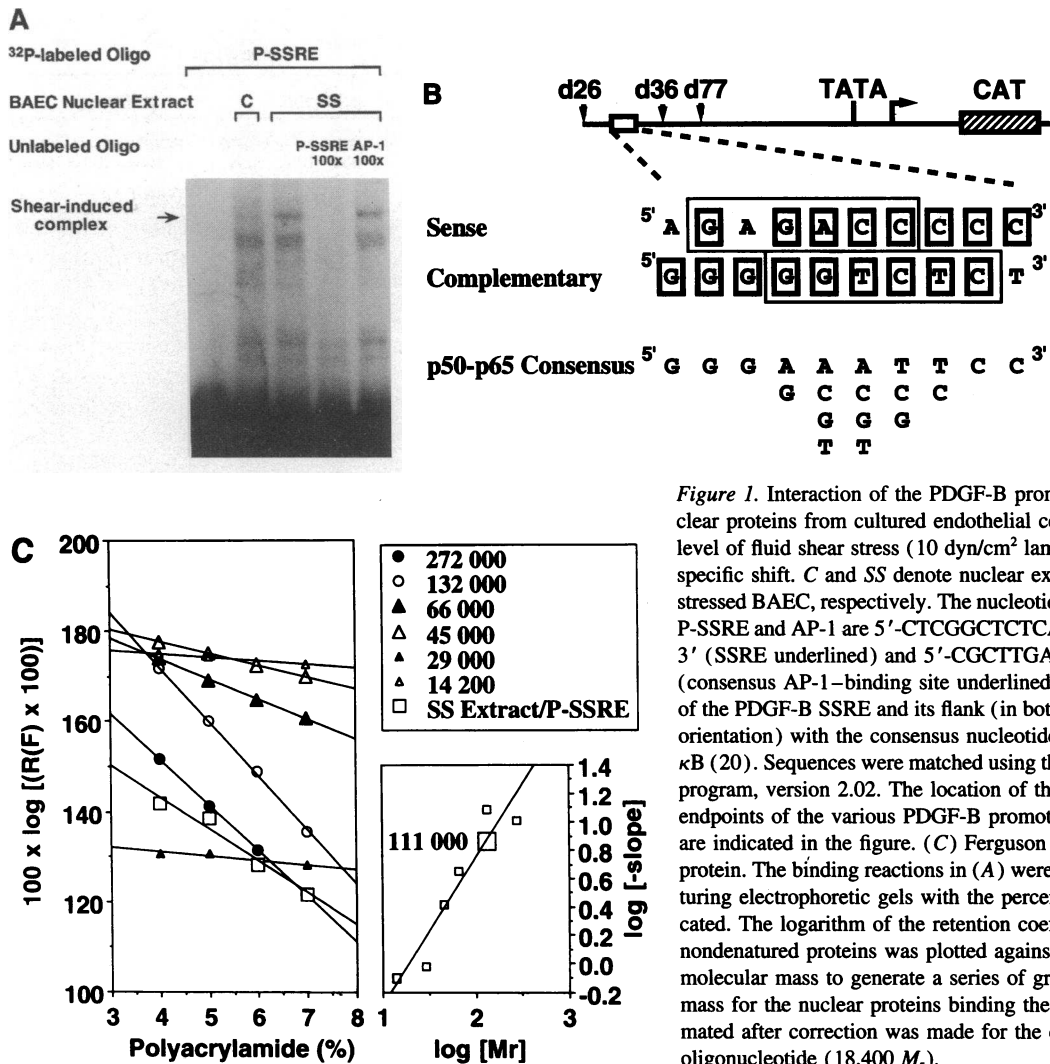 A
32P-labeled Oligo P-SSRE
BAEC Nuclear Extract C SS
Unlabeled Oligo P-SSRE AP-1
100x 100x
Shear-induced
complex
B
d26 d36 d77 TATA CAT
Sense 5' A G A G A C C C C C 3'
Complementary 5' G G G G G T C T C T 3'
p50-p65 Consensus 5' G G G A A A T T C C 3'
G C C C C
G G G
T T
C
200
180
160
140
120
100
3 4 5 6 7 8
Polyacrylamide (%)
100 x log [(R(F) x 100)]
272 000
132 000
66 000
45 000
29 000
14 200
SS Extract/P-SSRE
111 000
1.4
1.2
1.0
0.8
0.6
0.4
0.2
0.0
-0.2
log [-slope]
1 2 3
log [Mr]
Figure 1. Interaction of the PDGF-B prom
clear proteins from cultured endothelial ce
level of fluid shear stress (10 dyn/cm2 lam
specific shift. C and SS denote nuclear ex
stressed BAEC, respectively. The nucleotid
P-SSRE and AP-1 are 5'-CTCGGCTCTCA
3' (SSRE underlined) and 5'-CGCTTGA
(consensus AP-1–binding site underlined
of the PDGF-B SSRE and its flank (in bot
orientation) with the consensus nucleotide
κB (20). Sequences were matched using th
program, version 2.02. The location of th
endpoints of the various PDGF-B promot
are indicated in the figure. (C) Ferguson
protein. The binding reactions in (A) were
turing electrophoretic gels with the percen
cated. The logarithm of the retention coef
nondenatured proteins was plotted agains
molecular mass to generate a series of gr
mass for the nuclear proteins binding the
mated after correction was made for the
oligonucleotide (18,400 Mr).